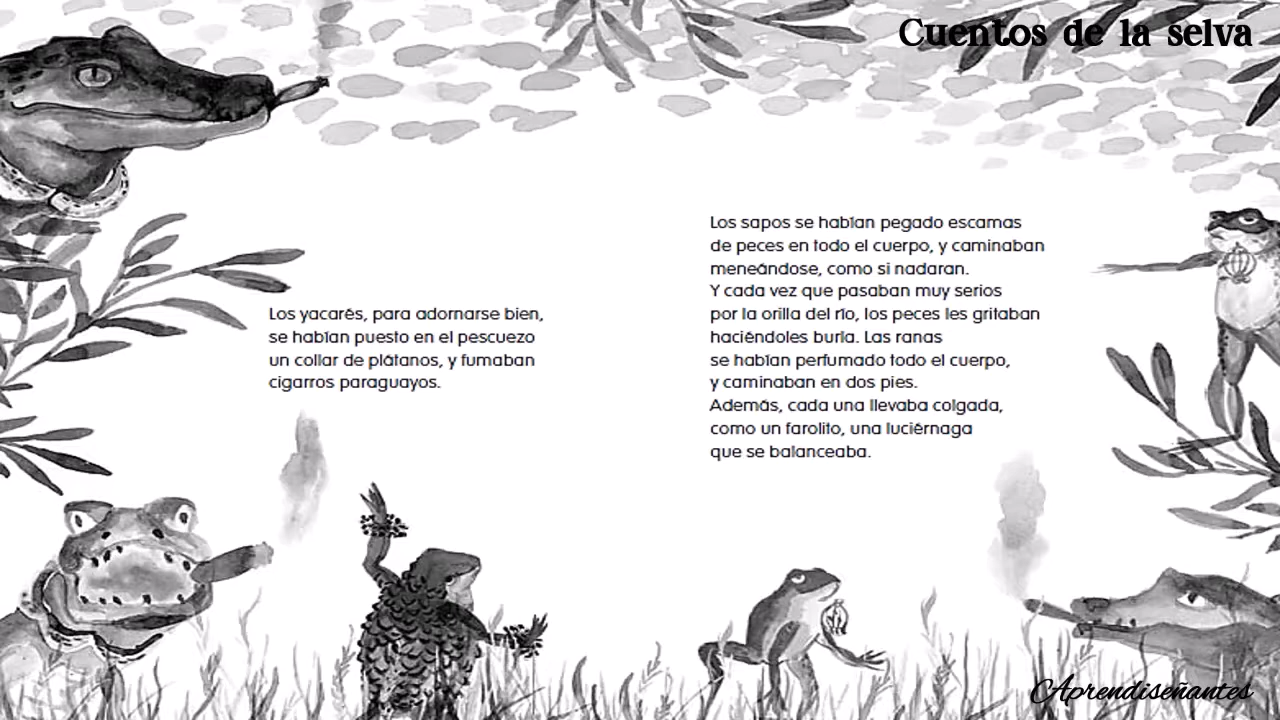 Cuentos de la selva
Los yacarés, para adornarse bien,
se habían puesto en el pescuezo
un collar de plátanos, y fumaban
cigarros paraguayos.
Los sapos se habían pegado escamas
de peces en todo el cuerpo, y caminaban
meneándose, como si nadaran.
Y cada vez que pasaban muy serios
por la orilla del río, los peces les gritaban
haciéndoles burla. Las ranas
se habían perfumado todo el cuerpo,
y caminaban en dos pies.
Además, cada una llevaba colgada,
como un farolito, una luciérnaga
que se balanceaba.
Aprendiseñantes